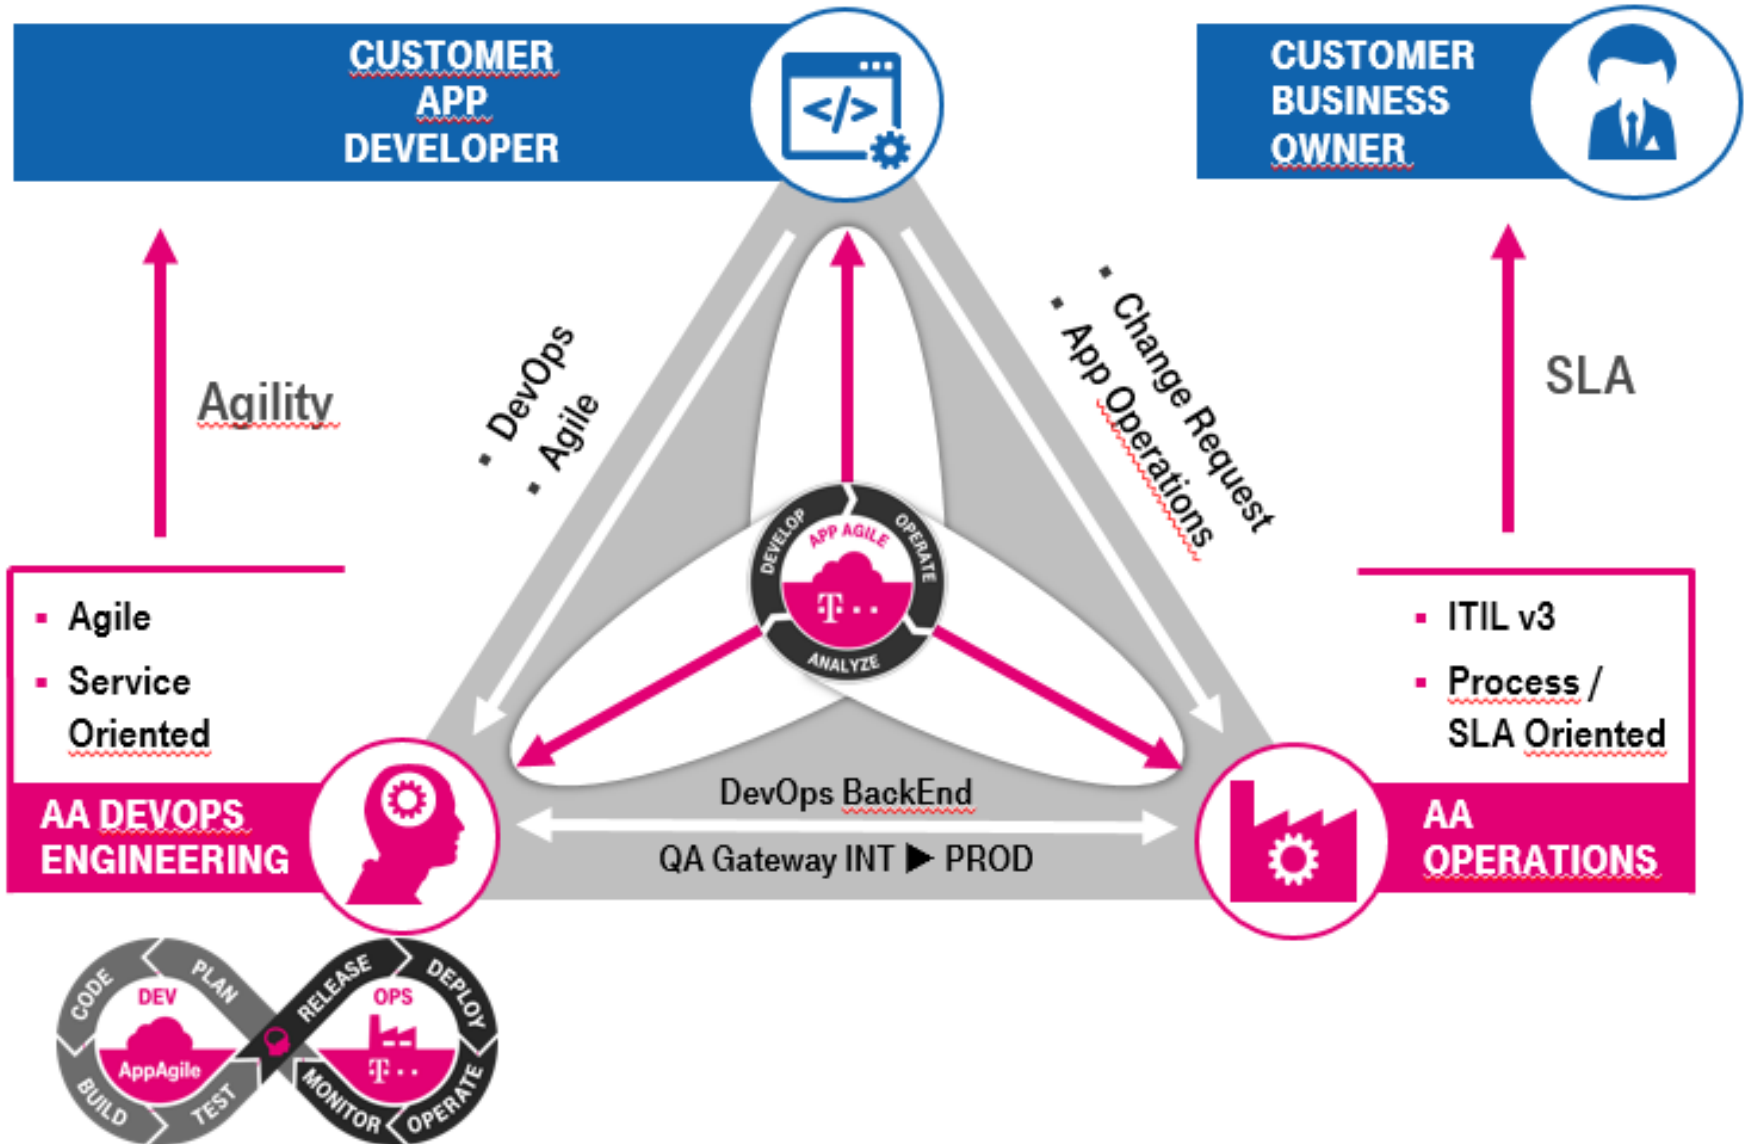 CUSTOMER
APP
DEVELOPER
</>
CUSTOMER
BUSINESS
OWNER
Agility
▪ DevOps
▪ Agile
▪ Change Request
▪ App Operations
SLA
DEVELOP
OPERATE
ANALYZE
APP AGILE
T··
▪ Agile
▪ Service
Oriented
▪ ITIL v3
▪ Process /
SLA Oriented
AA DEVOPS
ENGINEERING
DevOps BackEnd
QA Gateway INT ▶ PROD
AA
OPERATIONS
CODE
PLAN
RELEASE
DEPLOY
DEV
AppAgile
OPS
T··
BUILD
TEST
MONITOR
OPERATE